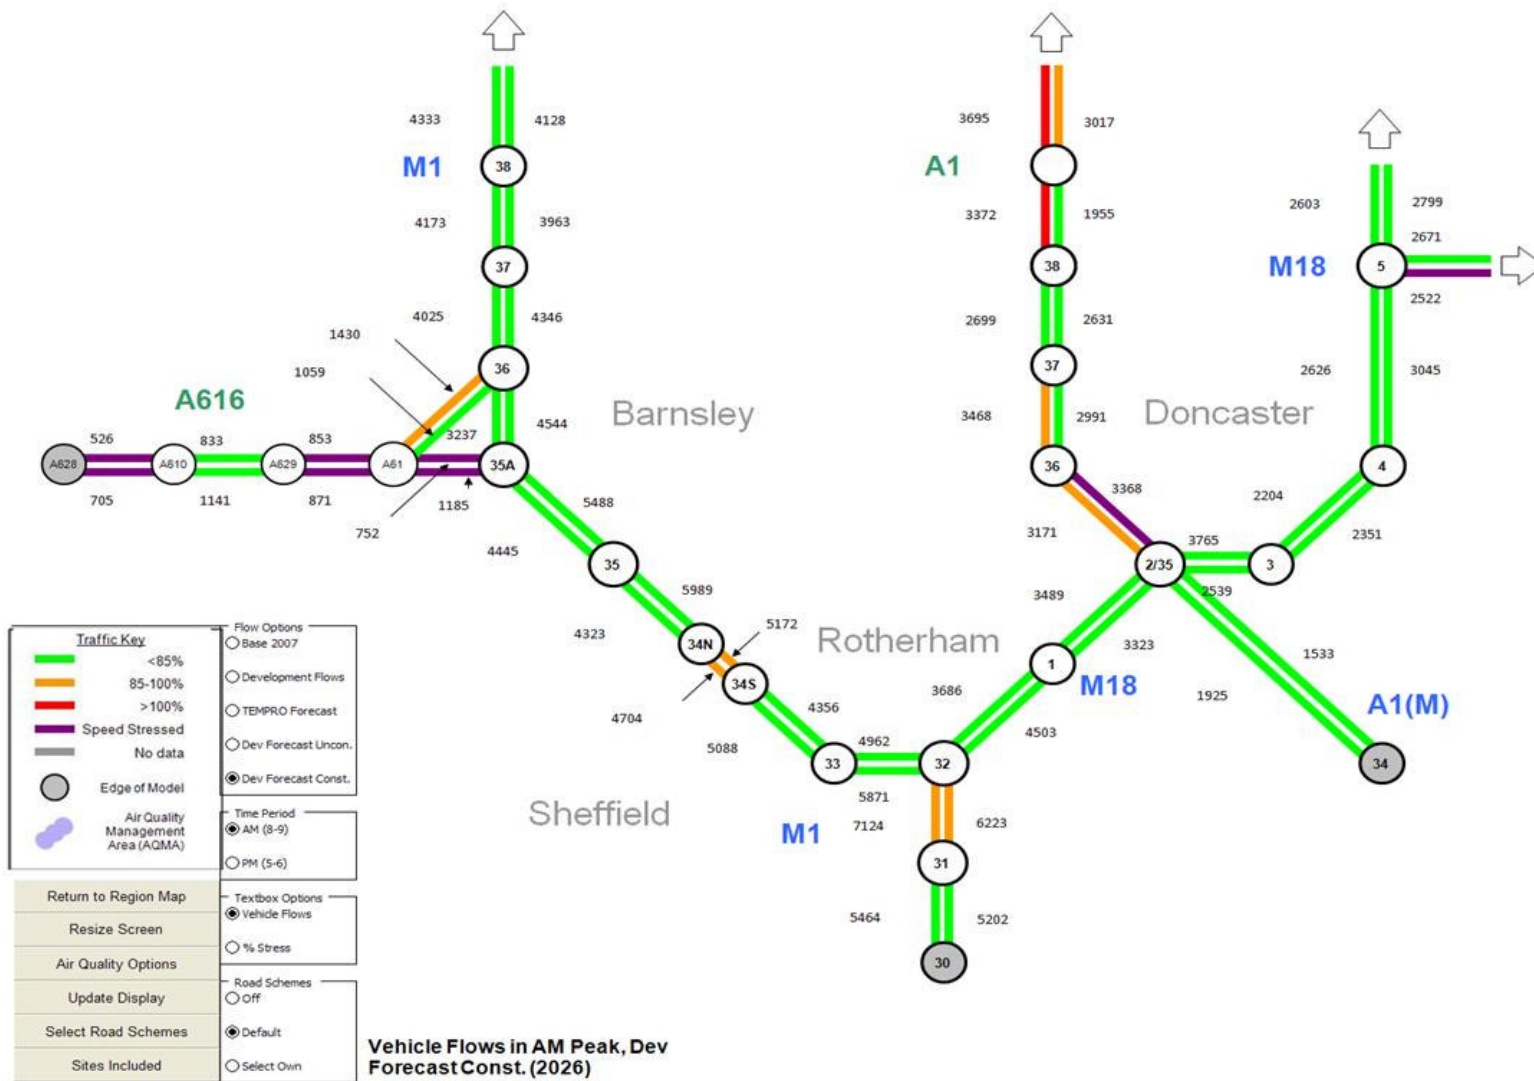 4333
4128
3695
3017
38
M1
A1
4173
3963
3372
1955
2603
2799
2671
37
38
M18
5
2522
4025
4346
1430
2699
2631
1059
36
37
2626
3045
A616
Barnsley
Doncaster
3237
4544
3468
2991
526
833
853
A628
A610
A629
A61
35A
36
4
705
1141
871
1185
752
3368
2204
5488
4445
3171
3765
2351
35
2/35
3
2539
5989
3489
4323
5172
Rotherham
3323
1533
34N
34S
1
M18
1925
A1(M)
4704
3686
5088
4356
4962
4503
33
32
34
Sheffield
M1
5871
7124
6223
31
5464
5202
30
Traffic Key
<85%
85-100%
>100%
Speed Stressed
No data
Edge of Model
Air Quality
Management
Area (AQMA)
Flow Options
Base 2007
Development Flows
TEMPRO Forecast
Dev Forecast Uncon.
Dev Forecast Const.
Time Period
AM (8-9)
PM (5-6)
Textbox Options
Vehicle Flows
% Stress
Road Schemes
Off
Default
Select Own
Return to Region Map
Resize Screen
Air Quality Options
Update Display
Select Road Schemes
Sites Included
Vehicle Flows in AM Peak, Dev
Forecast Const. (2026)